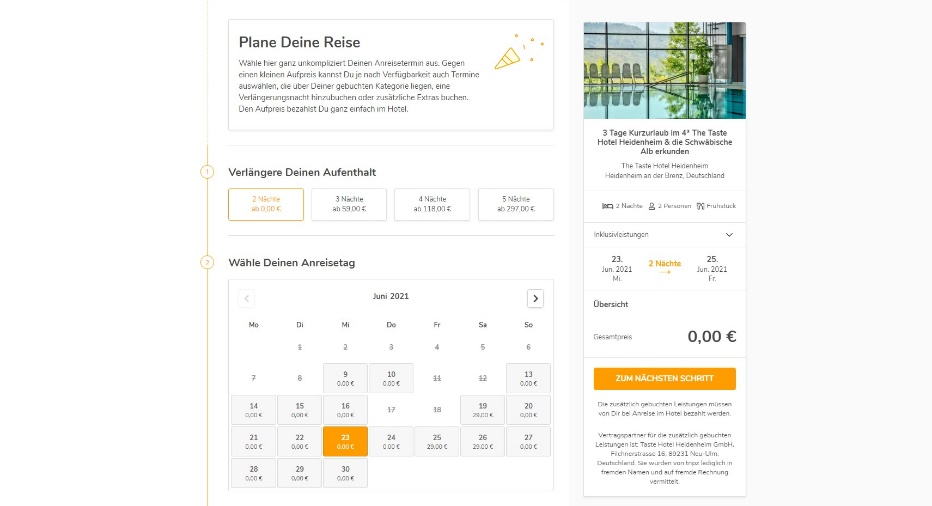 Plane Deine Reise
Wähle hier ganz unkompliziert Deinen Anreisetermin aus. Gegen
einen kleinen Aufpreis kannst Du je nach Verfügbarkeit auch Termine
auswählen, die über Deiner gebuchten Kategorie liegen, eine
Verlängerungsnacht hinzubuchen oder zusätzliche Extras buchen.
Den Aufpreis bezahlst Du ganz einfach im Hotel.
1
Verlängere Deinen Aufenthalt
2 Nächte
ab 0,00 €
3 Nächte
ab 59,00 €
4 Nächte
ab 118,00 €
5 Nächte
ab 297,00 €
2
Wähle Deinen Anreisetag
Juni 2021
Mo Di Mi Do Fr Sa So
1 2 3 4 5 6
7 8 9 10 11 12 13
0,00 € 0,00 € 0,00 €
14 15 16 17 18 19 20
0,00 € 0,00 € 0,00 € 29,00 € 0,00 €
21 22 23 24 25 26 27
0,00 € 0,00 € 0,00 € 0,00 € 29,00 € 29,00 € 0,00 €
28 29 30
0,00 € 0,00 € 0,00 €
3 Tage Kurzurlaub im 4* The Taste
Hotel Heidenheim & die Schwäbische
Alb erkunden
The Taste Hotel Heidenheim
Heidenheim an der Brenz, Deutschland
2 Nächte 2 Personen Frühstück
Inklusivleistungen
23. 25.
Jun. 2021 2 Nächte Jun. 2021
Mi. Fr.
Übersicht
Gesamtpreis 0,00 €
ZUM NÄCHSTEN SCHRITT
Die zusätzlich gebuchten Leistungen müssen
von Dir bei Anreise im Hotel bezahlt werden.
Vertragspartner für die zusätzlich gebuchten
Leistungen ist: Taste Hotel Heidenheim GmbH,
Filchnerstrasse 16, 89231 Neu-Ulm,
Deutschland. Sie wurden von tripz lediglich in
fremden Namen und auf fremde Rechnung
vermittelt.